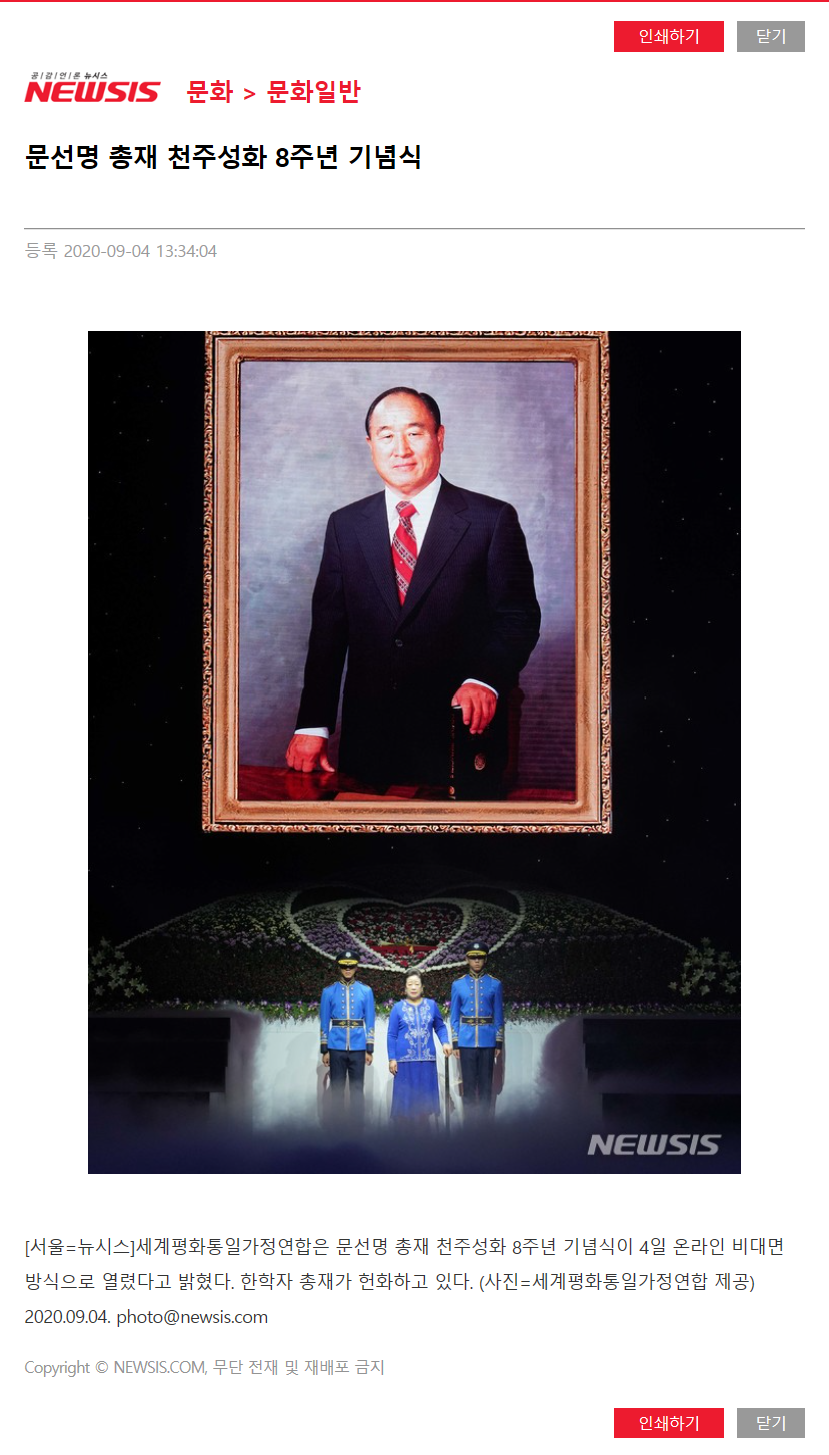 인쇄하기 닫기
공|감|언|론 뉴시스
NEWSIS 문화 > 문화일반
문선명 총재 천주성화 8주년 기념식
등록 2020-09-04 13:34:04
NEWSIS
[서울=뉴시스]세계평화통일가정연합은 문선명 총재 천주성화 8주년 기념식이 4일 온라인 비대면
방식으로 열렸다고 밝혔다. 한학자 총재가 헌화하고 있다. (사진=세계평화통일가정연합 제공)
2020.09.04. photo@newsis.com
Copyright © NEWSIS.COM, 무단 전재 및 재배포 금지
인쇄하기 닫기